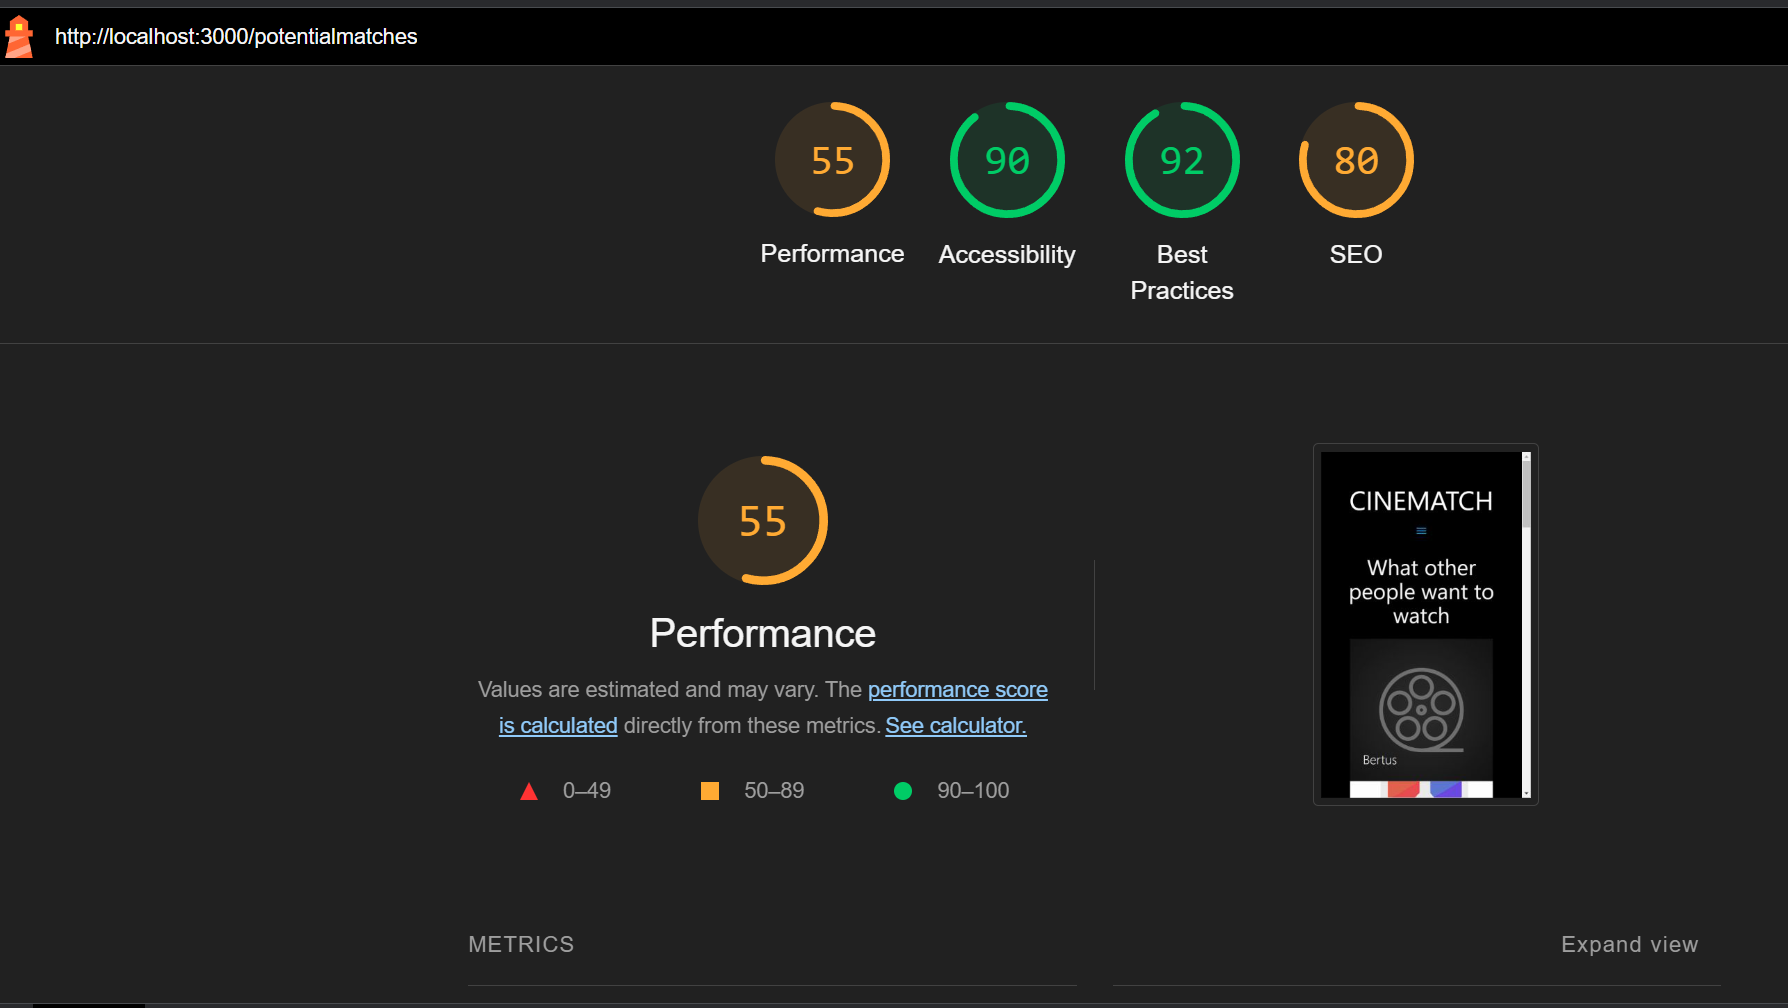 http://localhost:3000/potentialmatches
55
90
92
80
Performance
Accessibility
Best
Practices
SEO
55
Performance
Values are estimated and may vary. The performance score
is calculated directly from these metrics. See calculator.
0–49
50–89
90–100
CINEMATCH
What other
people want to
watch
Bertus
METRICS
Expand view